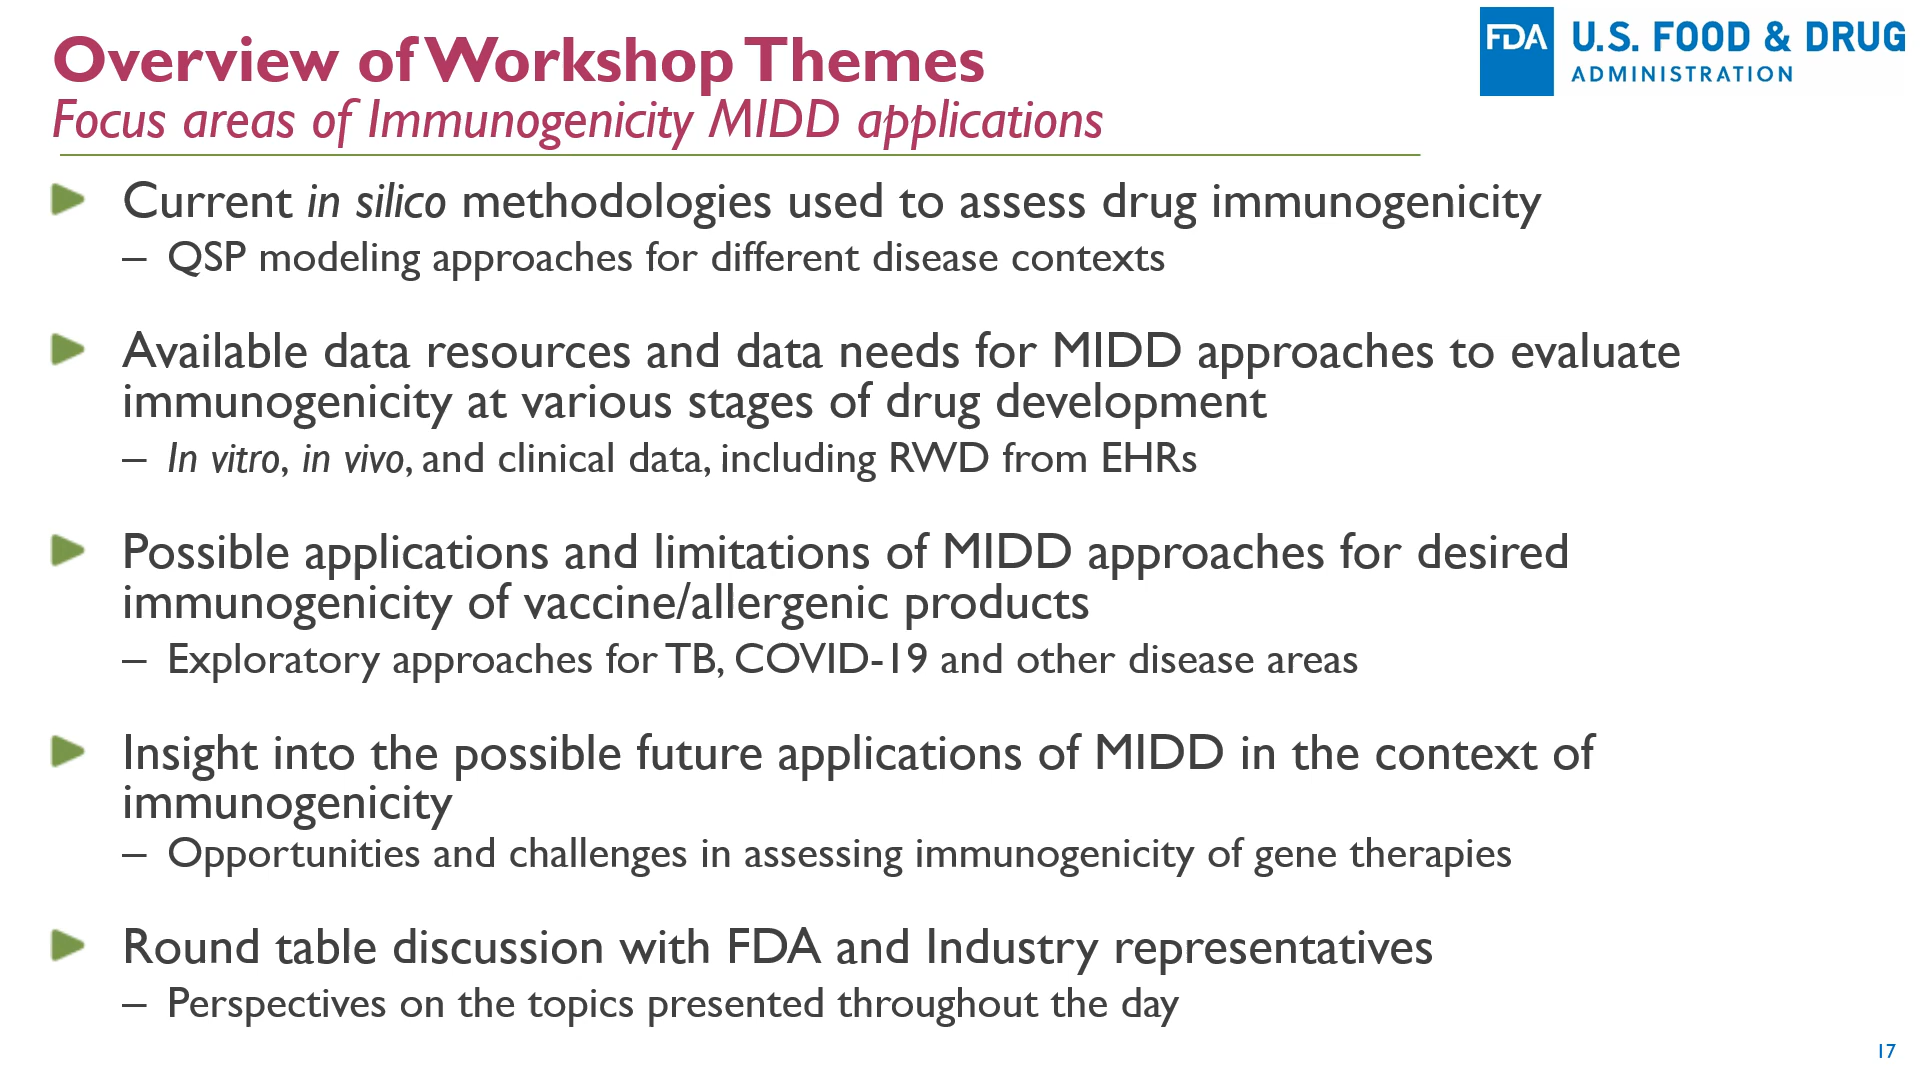 Overview of Workshop Themes
Focus areas of Immunogenicity MIDD applications
FDA
U.S. FOOD & DRUG
ADMINISTRATION
Current in silico methodologies used to assess drug immunogenicity
– QSP modeling approaches for different disease contexts
Available data resources and data needs for MIDD approaches to evaluate
immunogenicity at various stages of drug development
– In vitro, in vivo, and clinical data, including RWD from EHRs
Possible applications and limitations of MIDD approaches for desired
immunogenicity of vaccine/allergenic products
– Exploratory approaches for TB, COVID-19 and other disease areas
Insight into the possible future applications of MIDD in the context of
immunogenicity
– Opportunities and challenges in assessing immunogenicity of gene therapies
Round table discussion with FDA and Industry representatives
– Perspectives on the topics presented throughout the day
17